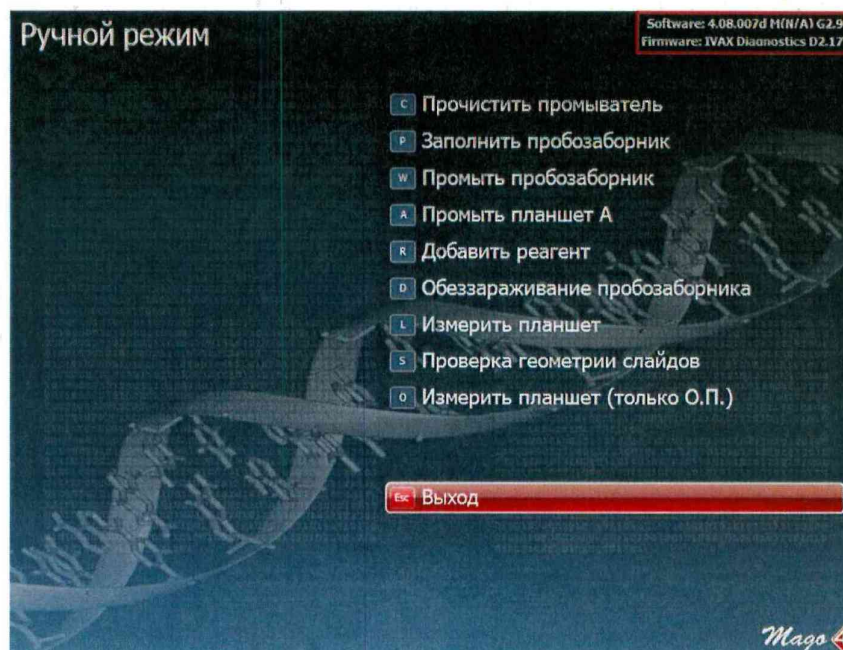 Ручной режим
Software: 4.08.007d M(N/A) G2.9
Firmware: IVAX Diagnostics D2.17
C Прочистить промыватель
P Заполнить пробозаборник
W Промыть пробозаборник
A Промыть планшет А
R Добавить реагент
D Обеззараживание пробозаборника
L Измерить планшет
S Проверка геометрии слайдов
O Измерить планшет (только О.П.)
Esc Выход
Mago